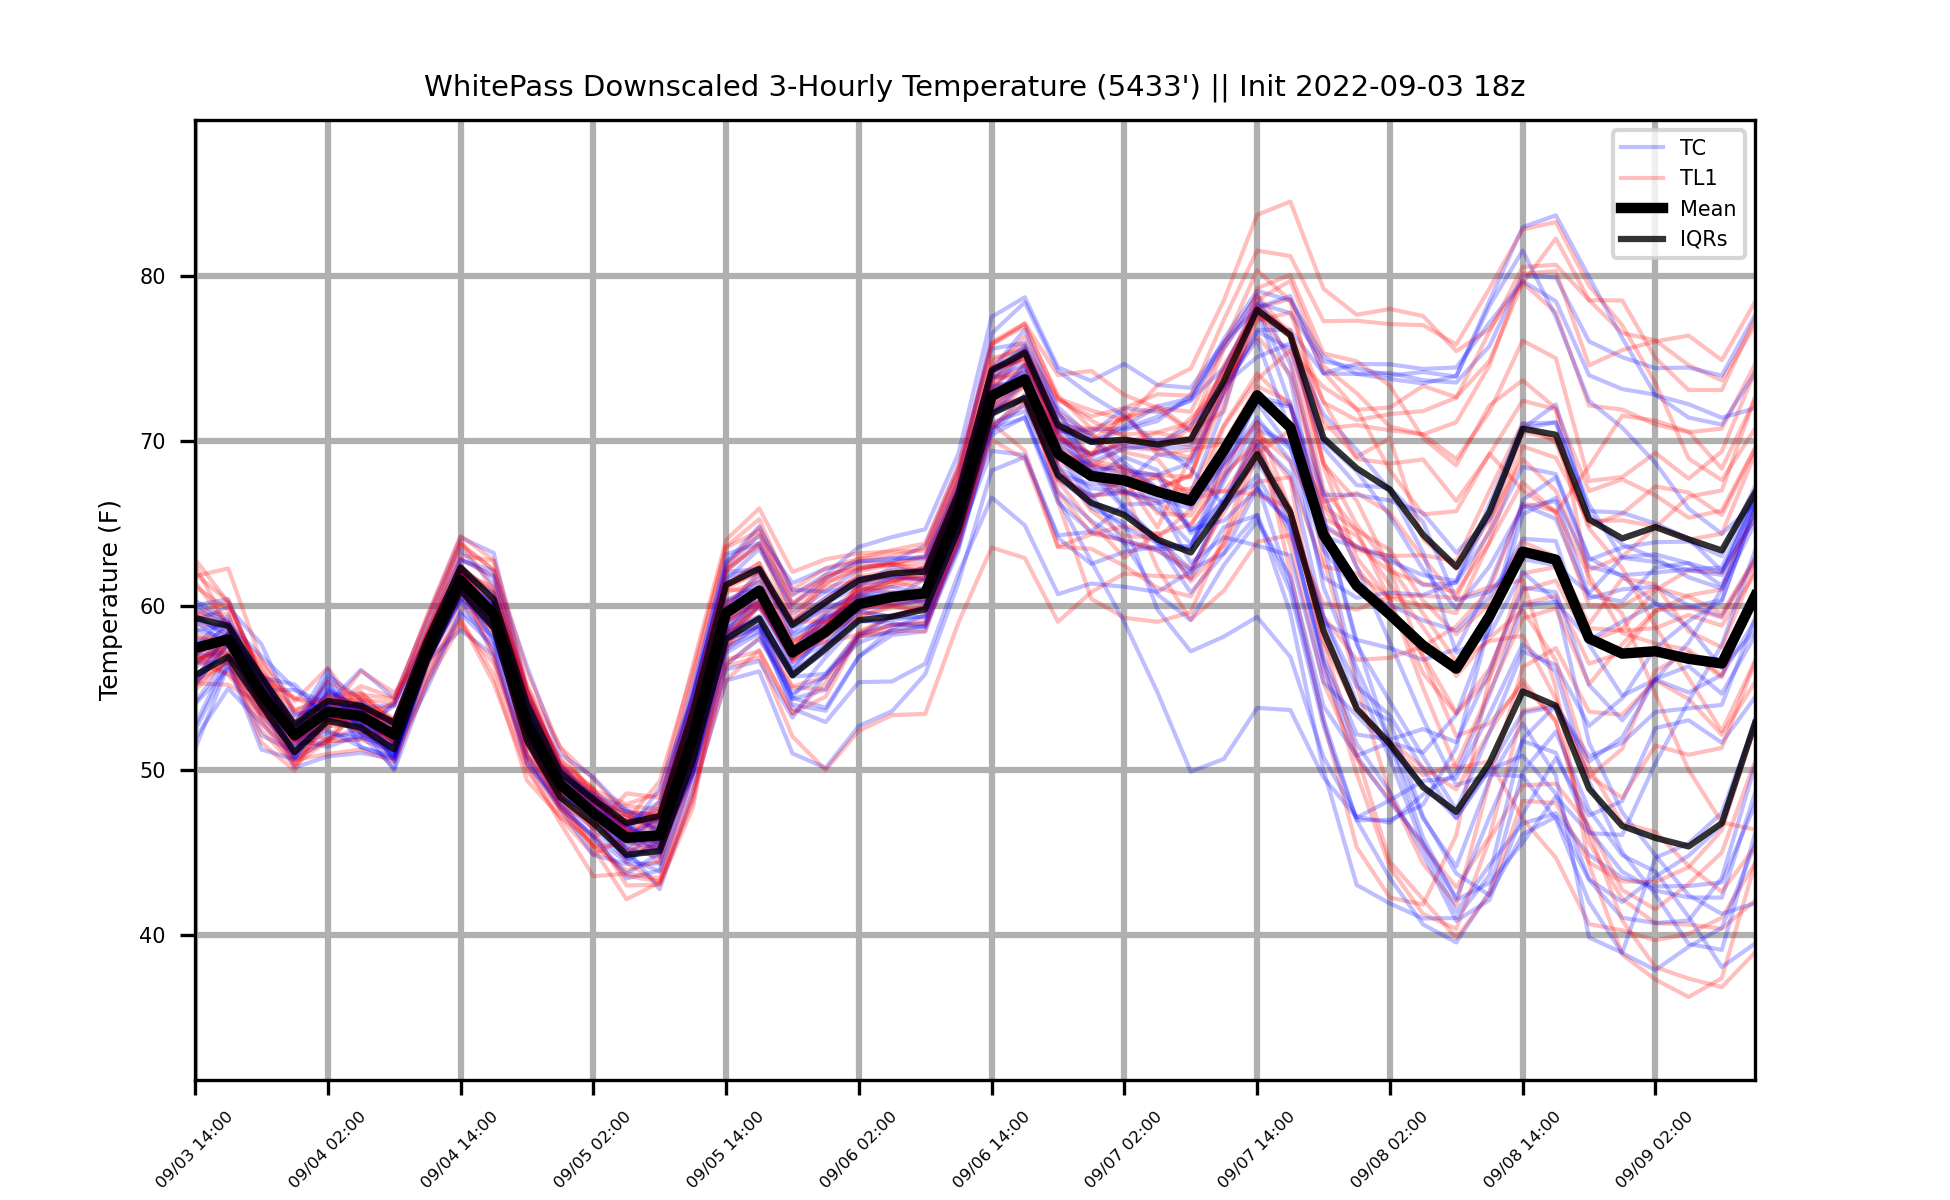 WhitePass Downscaled 3-Hourly Temperature (5433') || Init 2022-09-03 18z
TC
TL1
Mean
IQRs
Temperature (F)
80
70
60
50
40
09/03 14:00
09/04 02:00
09/04 14:00
09/05 02:00
09/05 14:00
09/06 02:00
09/06 14:00
09/07 02:00
09/07 14:00
09/08 02:00
09/08 14:00
09/09 02:00